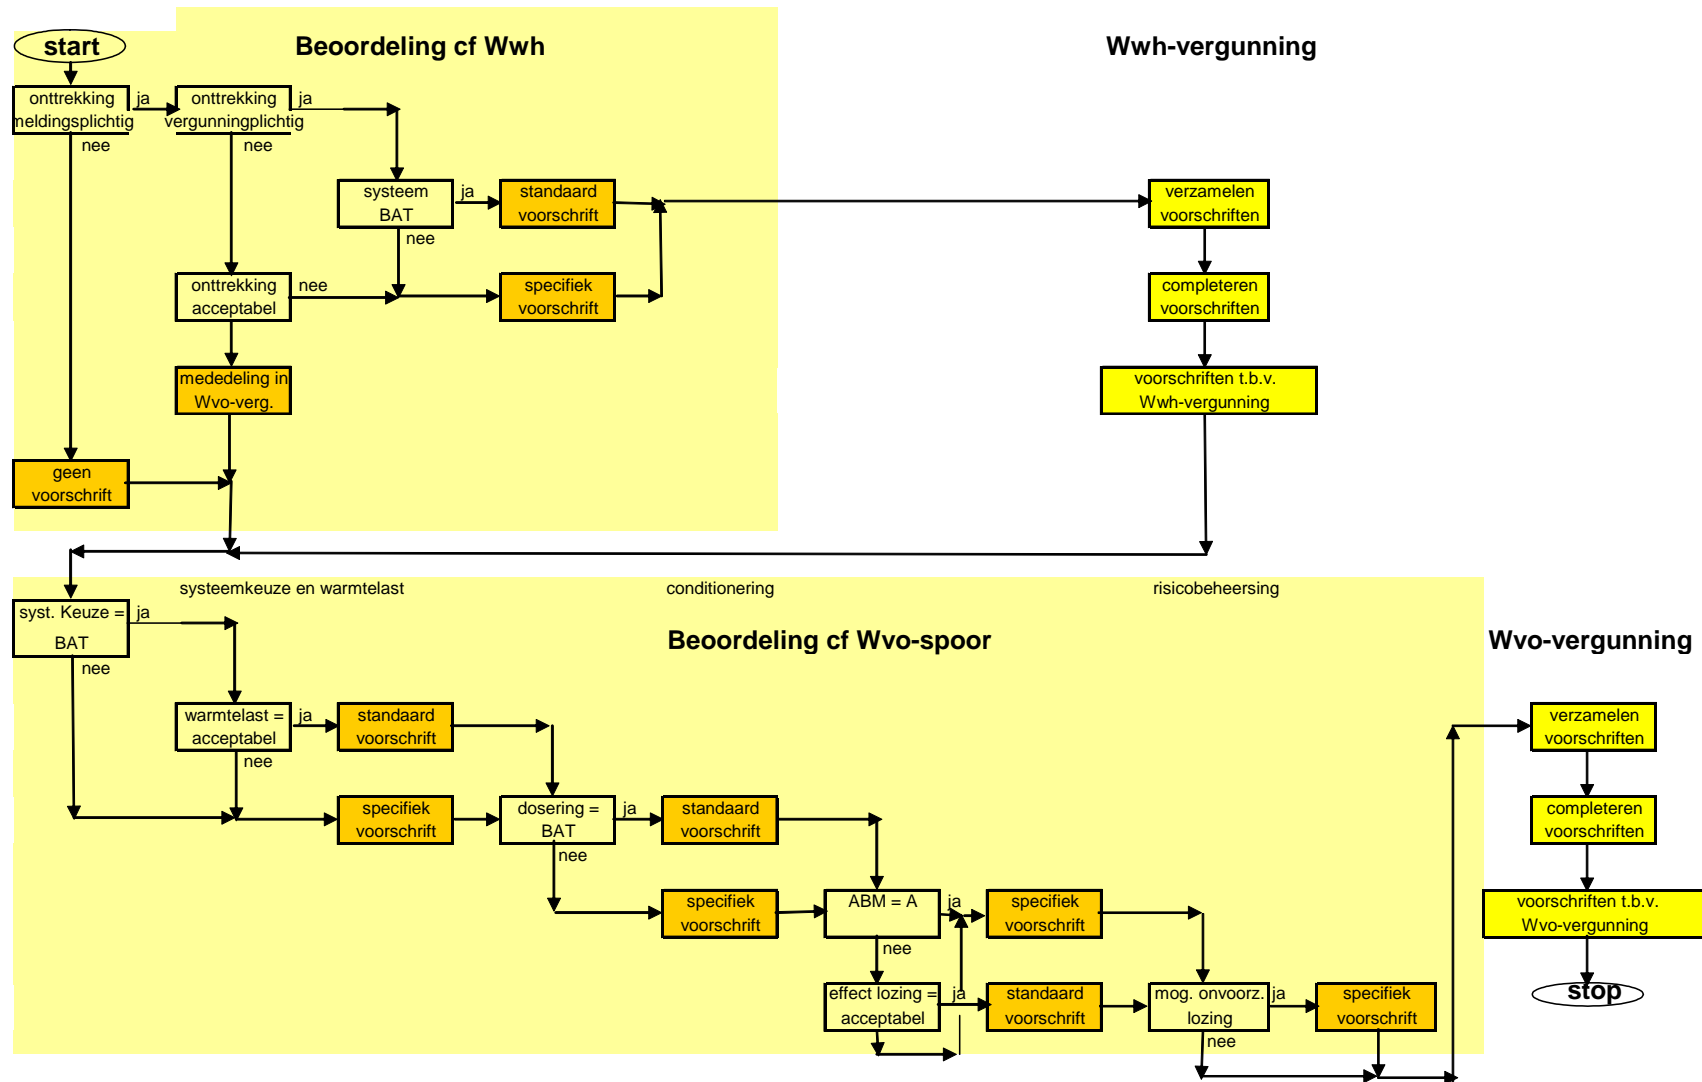 start
Beoordeling cf Wwh
Wwh-vergunning
onttrekking
meldingsplichtig
ja
nee
onttrekking
vergunningplichtig
ja
nee
systeem
BAT
ja
nee
standaard
voorschrift
verzamelen
voorschriften
onttrekking
acceptabel
nee
specifiek
voorschrift
completeren
voorschriften
mededeling in
Wvo-verg.
voorschriften t.b.v.
Wwh-vergunning
geen
voorschrift
systeemkeuze en warmtelast
conditionering
risicobeheersing
syst. Keuze =
BAT
ja
nee
Beoordeling cf Wvo-spoor
Wvo-vergunning
warmtelast =
acceptabel
ja
nee
standaard
voorschrift
verzamelen
voorschriften
specifiek
voorschrift
dosering =
BAT
ja
nee
standaard
voorschrift
completeren
voorschriften
specifiek
voorschrift
ABM = A
ja
nee
specifiek
voorschrift
voorschriften t.b.v.
Wvo-vergunning
effect lozing =
acceptabel
ja
standaard
voorschrift
mog. onvoorz.
lozing
ja
nee
specifiek
voorschrift
stop